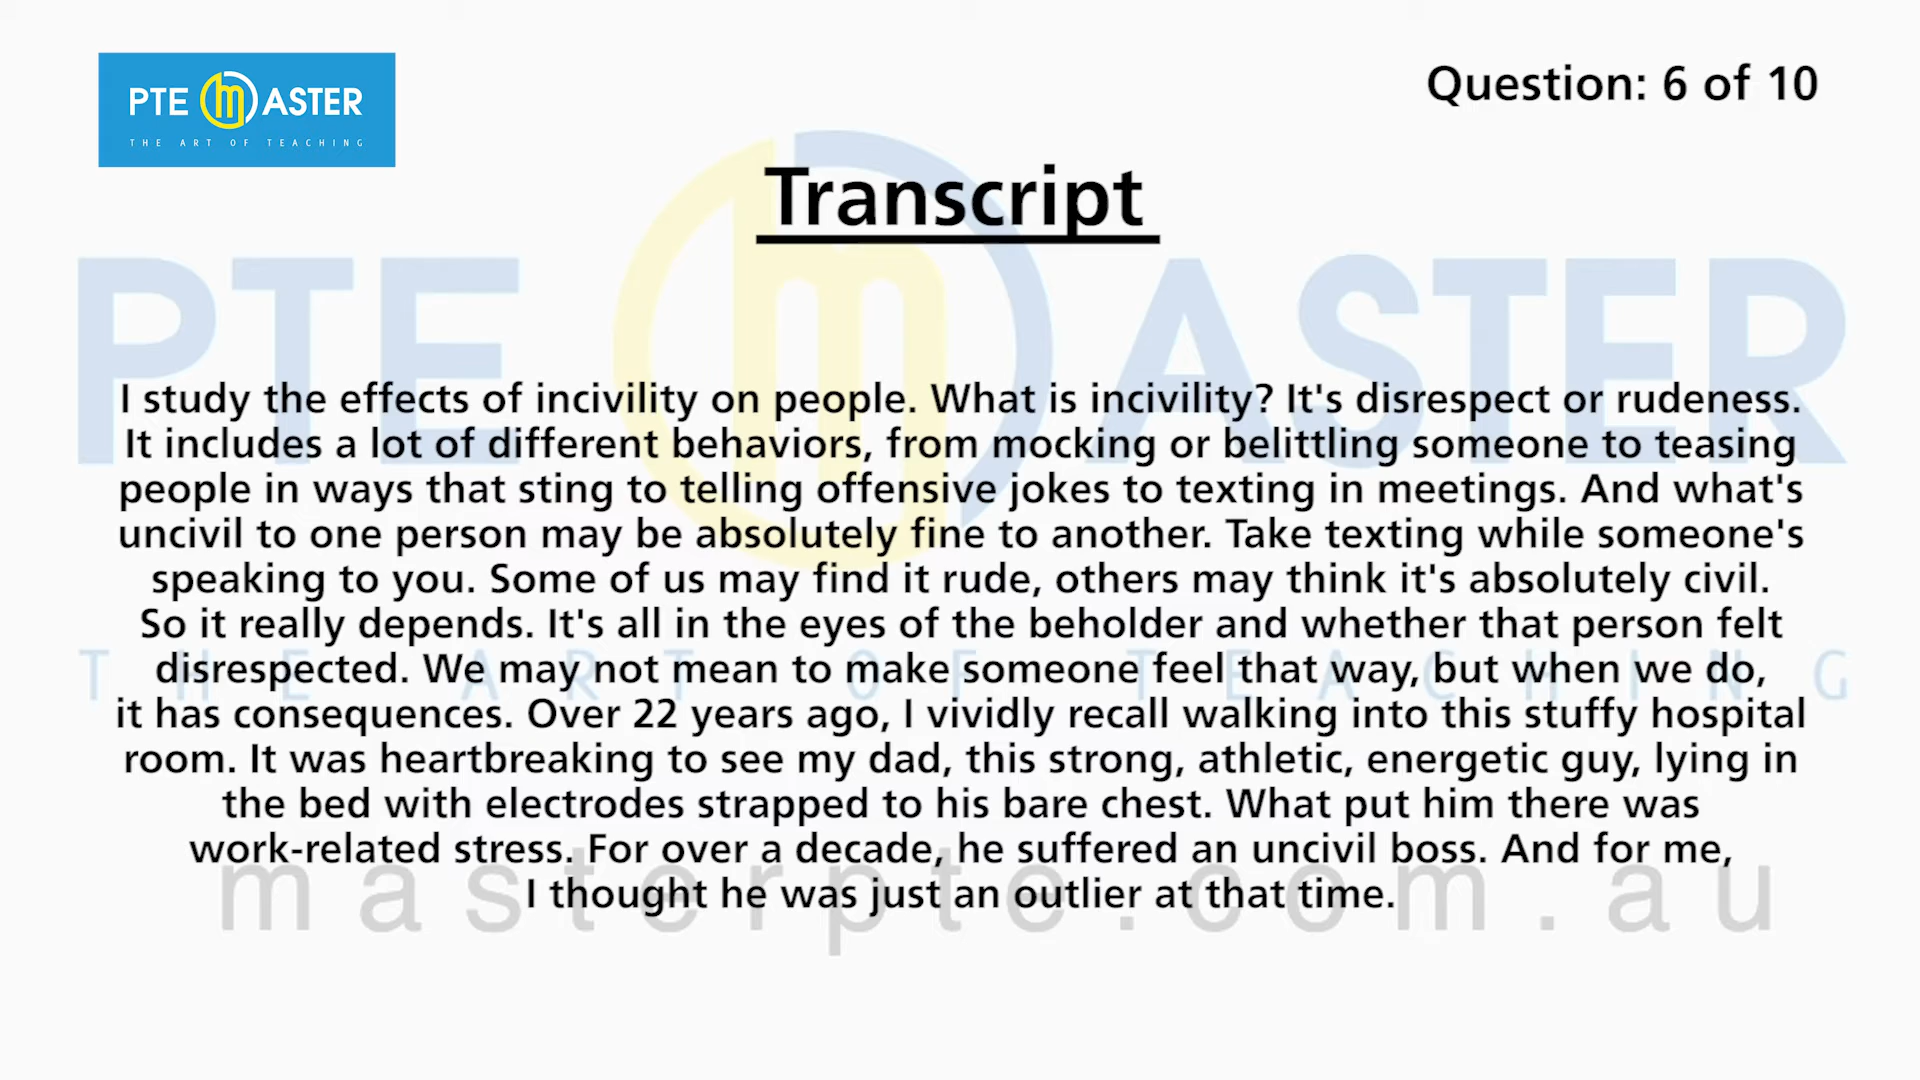 PTE MASTER
THE ART OF TEACHING
Question: 6 of 10
Transcript
PTE MASTER
THE ART OF TEACHING
masterpte.com.au
I study the effects of incivility on people. What is incivility? It's disrespect or rudeness.
It includes a lot of different behaviors, from mocking or belittling someone to teasing
people in ways that sting to telling offensive jokes to texting in meetings. And what's
uncivil to one person may be absolutely fine to another. Take texting while someone's
speaking to you. Some of us may find it rude, others may think it's absolutely civil.
So it really depends. It's all in the eyes of the beholder and whether that person felt
disrespected. We may not mean to make someone feel that way, but when we do,
it has consequences. Over 22 years ago, I vividly recall walking into this stuffy hospital
room. It was heartbreaking to see my dad, this strong, athletic, energetic guy, lying in
the bed with electrodes strapped to his bare chest. What put him there was
work-related stress. For over a decade, he suffered an uncivil boss. And for me,
I thought he was just an outlier at that time.